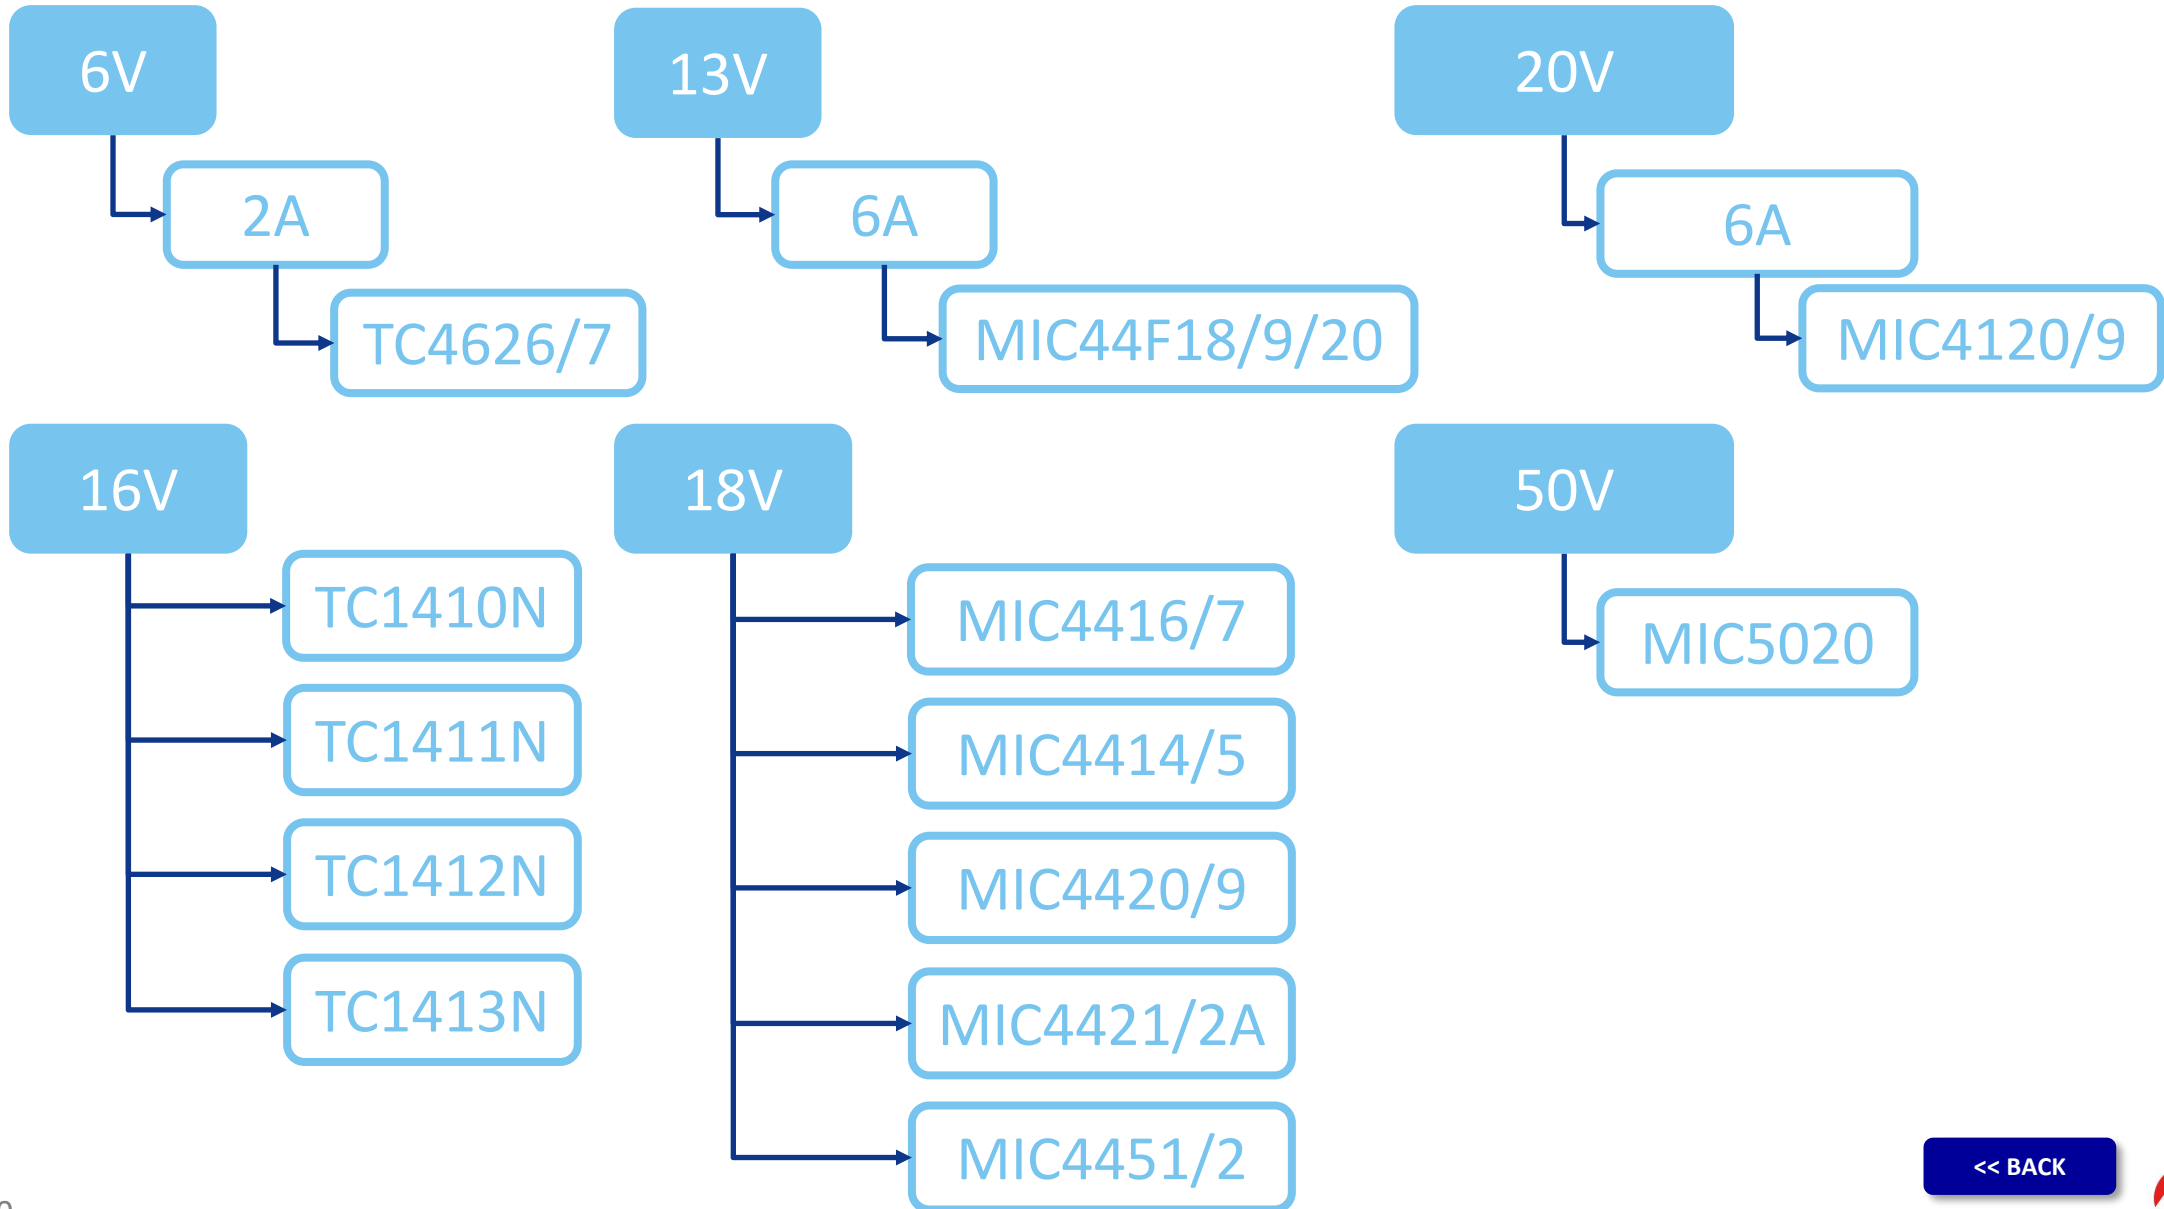 6V
2A
TC4626/7
13V
6A
MIC44F18/9/20
20V
6A
MIC4120/9
16V
TC1410N
TC1411N
TC1412N
TC1413N
18V
MIC4416/7
MIC4414/5
MIC4420/9
MIC4421/2A
MIC4451/2
50V
MIC5020
<< BACK